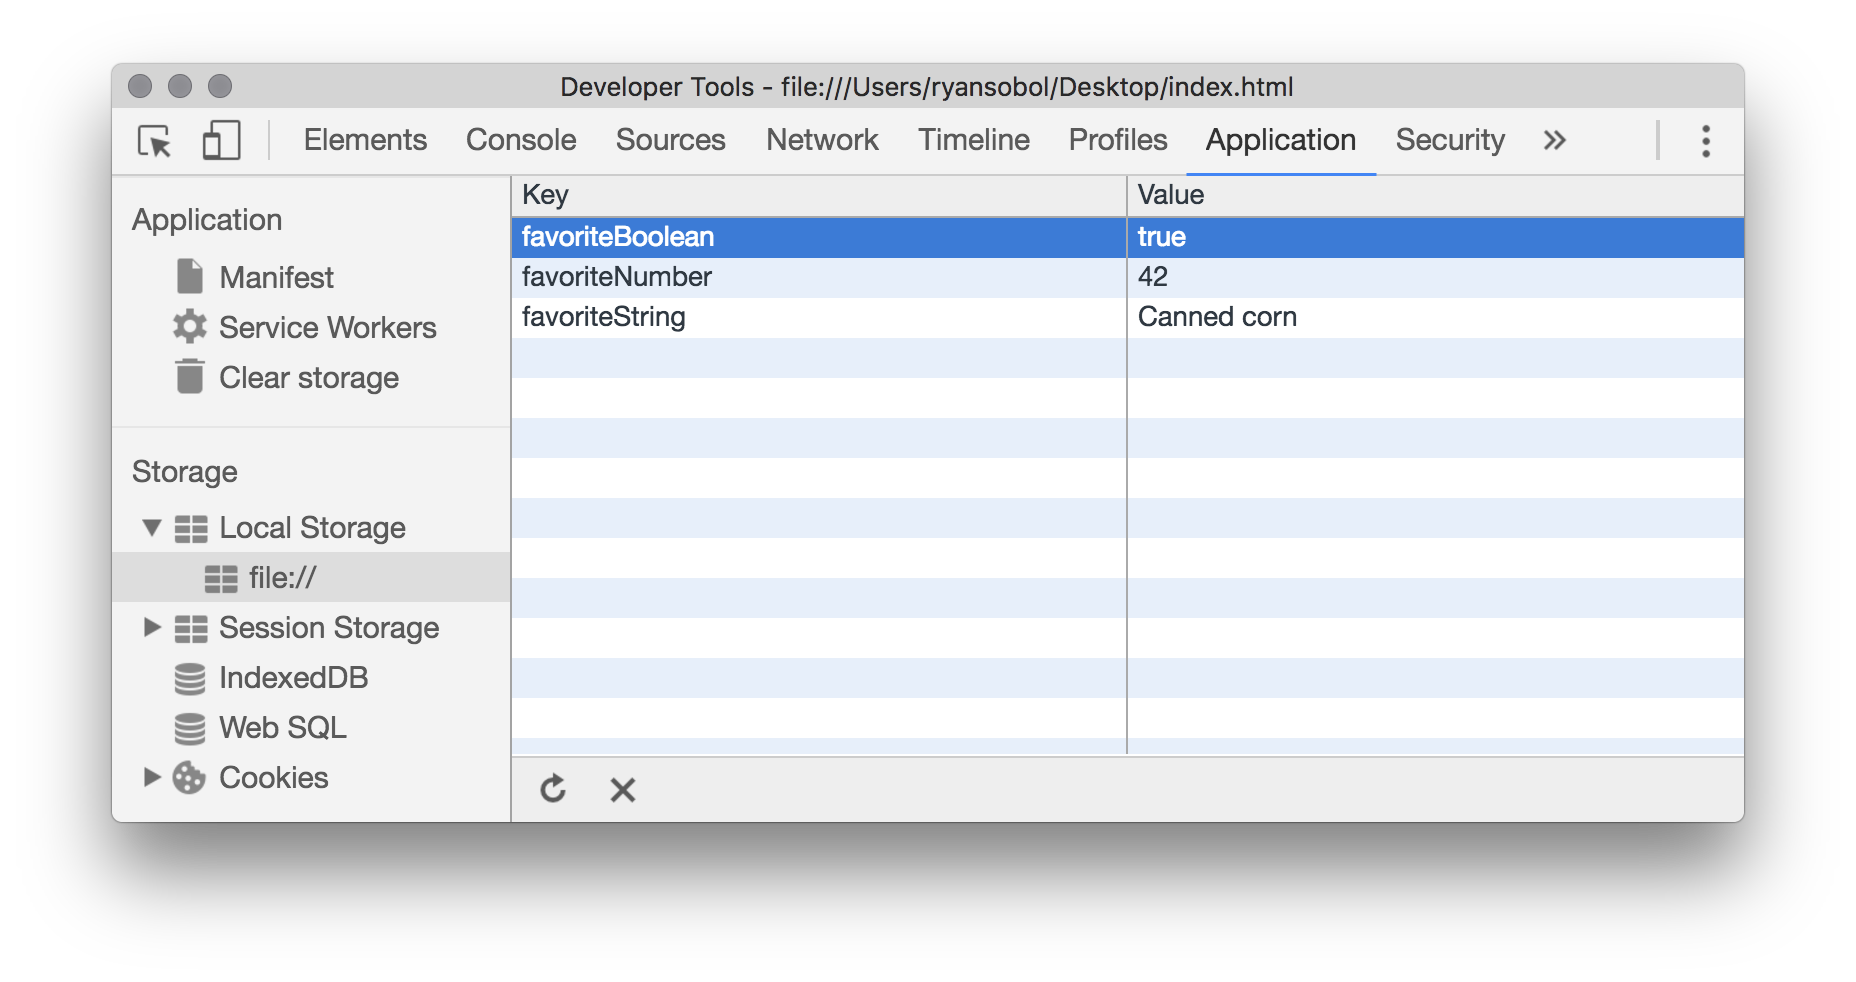 Developer Tools - file:///Users/ryansobol/Desktop/index.html
Elements Console Sources Network Timeline Profiles Application Security »
Application
Manifest
Service Workers
Clear storage
Storage
Local Storage
file://
Session Storage
IndexedDB
Web SQL
Cookies
Key Value
favoriteBoolean true
favoriteNumber 42
favoriteString Canned corn